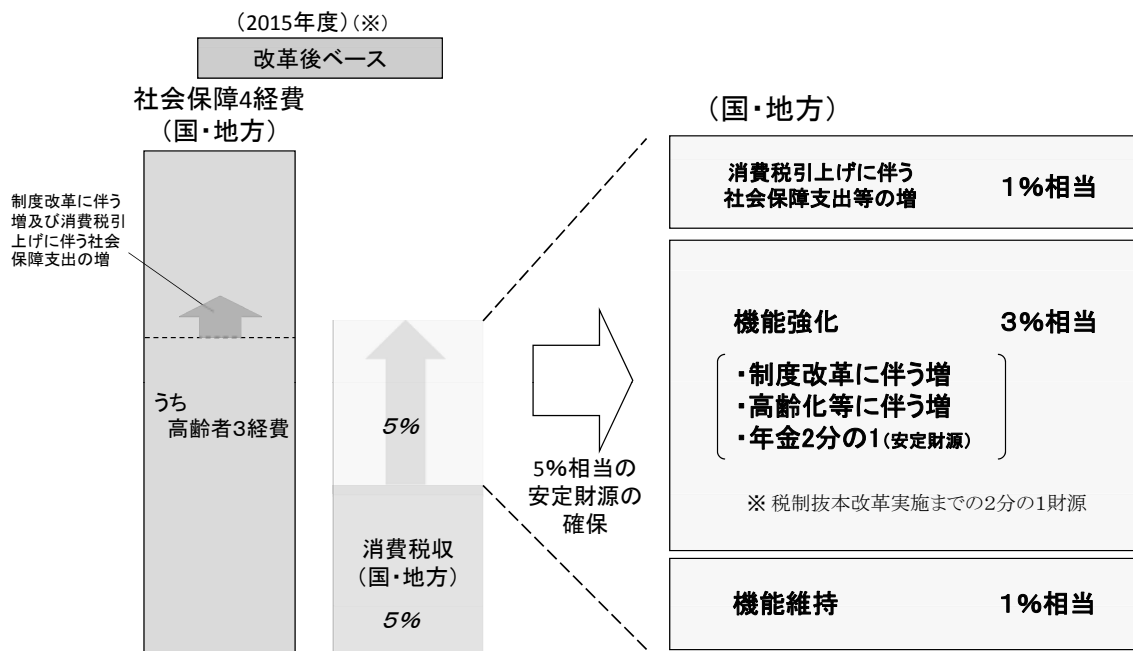 (2015年度)(※)
改革後ベース
社会保障4経費
(国・地方)
制度改革に伴う
増及び消費税引
上げに伴う社会
保障支出の増
うち
高齢者3経費
5%
消費税収
(国・地方)
5%
5%相当の
安定財源の
確保
(国・地方)
消費税引上げに伴う
社会保障支出等の増
1%相当
機能強化 3%相当
・制度改革に伴う増
・高齢化等に伴う増
・年金2分の1(安定財源)
※ 税制抜本改革実施までの2分の1財源
機能維持 1%相当